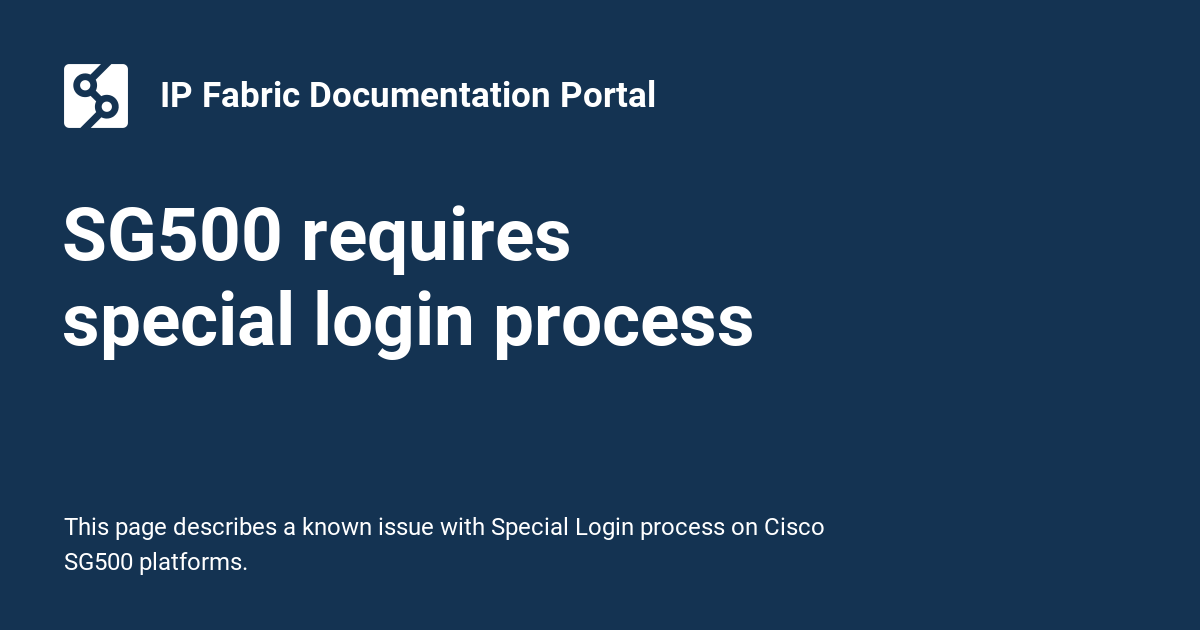 IP Fabric Documentation Portal
SG500 requires
special login process
This page describes a known issue with Special Login process on Cisco
SG500 platforms.